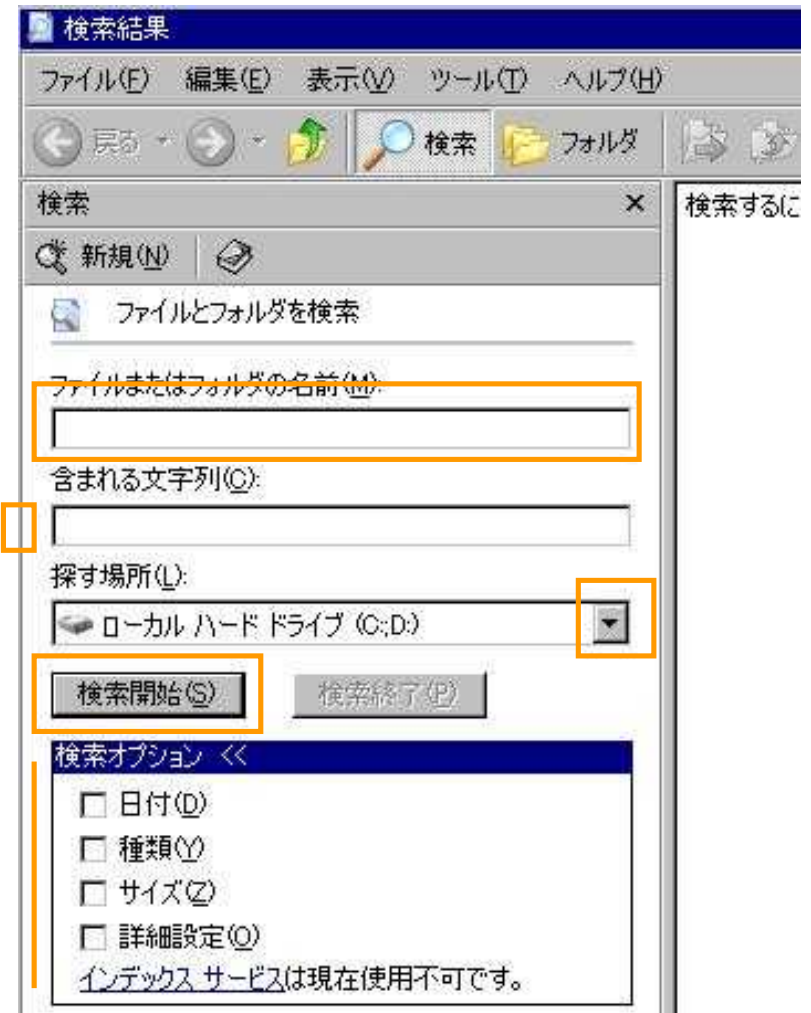 検索結果
ファイル(F) 編集(E) 表示(V) ツール(T) ヘルプ(H)
戻る 検索 フォルダ
検索 × 検索するに
新規(N)
ファイルとフォルダを検索
ファイルまたはフォルダの名前(M):
含まれる文字列(C):
探す場所(L):
ローカル ハード ドライブ (C:;D:)
検索開始(S) 検索終了(P)
検索オプション <<
日付(D)
種類(Y)
サイズ(Z)
詳細設定(O)
インデックス サービスは現在使用不可です。